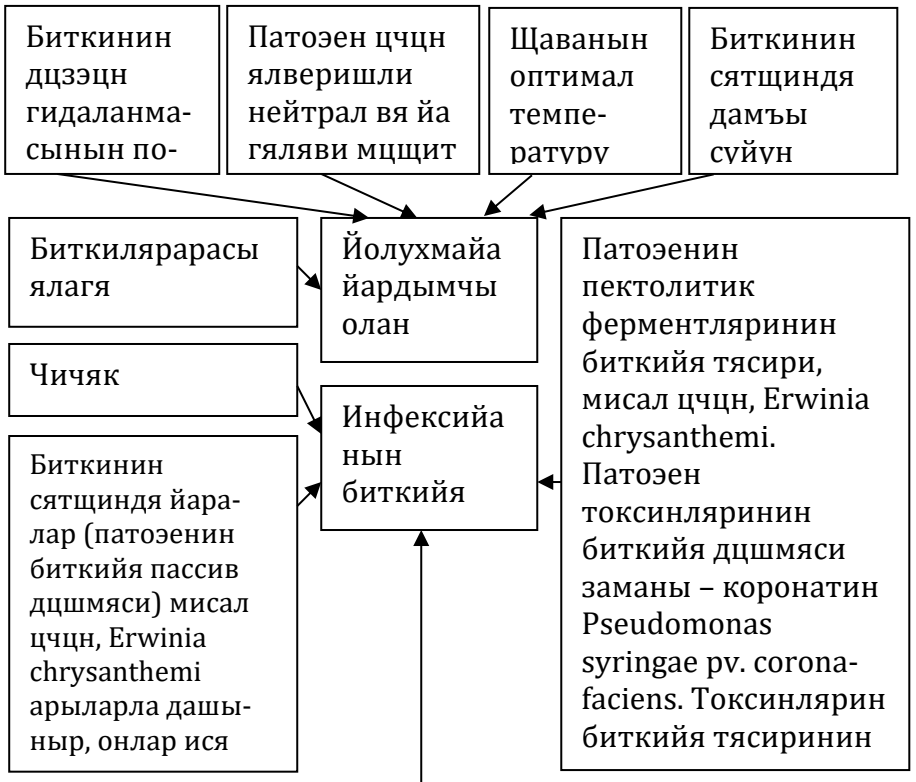 Биткинин
дцзэцн
гидаланма-
сынын по-
Патоэен цчцн
ялверишли
нейтрал вя йа
гяляви мцщит
Щаванын
оптимал
темпе-
ратуру
Биткинин
сятщиндя
дамъы
суйун
Биткилярарасы
ялагя
Йолухмайа
йардымчы
олан
Чичяк
Инфексийа
нын
биткийя
Биткинин
сятщиндя йара-
лар (патоэенин
биткийя пассив
дцшмяси) мисал
цчцн, Erwinia
chrysanthemi
арыларла дашы-
ныр, онлар ися
Патоэенин
пектолитик
ферментляринин
биткийя тясири,
мисал цчцн, Erwinia
chrysanthemi.
Патоэен
токсинляринин
биткийя дцшмяси
заманы – коронатин
Pseudomonas
syringae pv. corona-
faciens. Токсинлярин
биткийя тясиринин